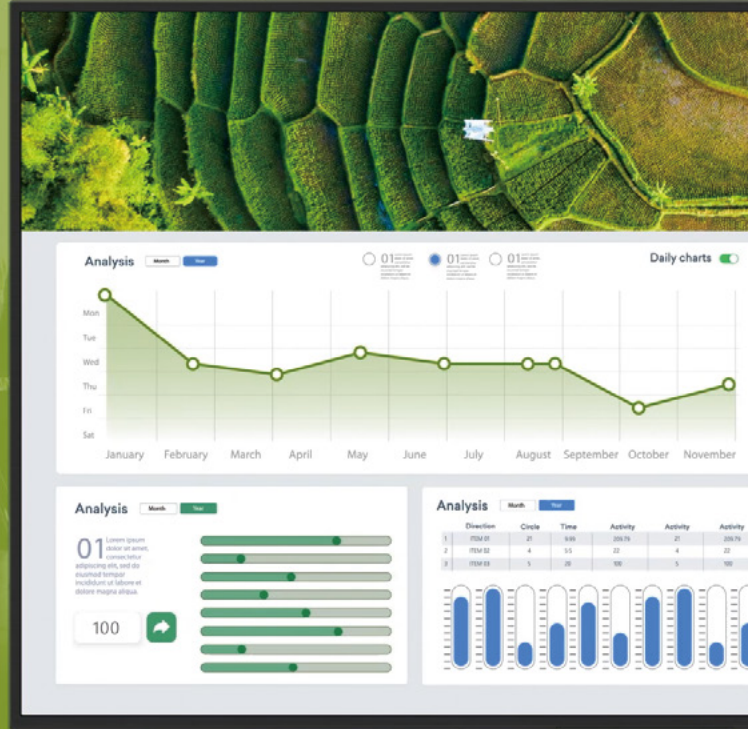 Analysis Month Year
01
01
01
Daily charts
Mon
Tue
Wed
Thu
Fri
Sat
January February March April May June July August September October November
Analysis Month Year
01 Lorem ipsum
dolor sit amet,
consectetur
adipiscing elit, sed do
eiusmod tempor
incididunt ut labore et
dolore magna aliqua.
100
Analysis Month Year
Direction Circle Time Activity Activity Activity
1 ITEM 01 21 9.99 209.79 21 209.79
2 ITEM 02 4 5.5 22 4 22
3 ITEM 03 5 20 100 5 100